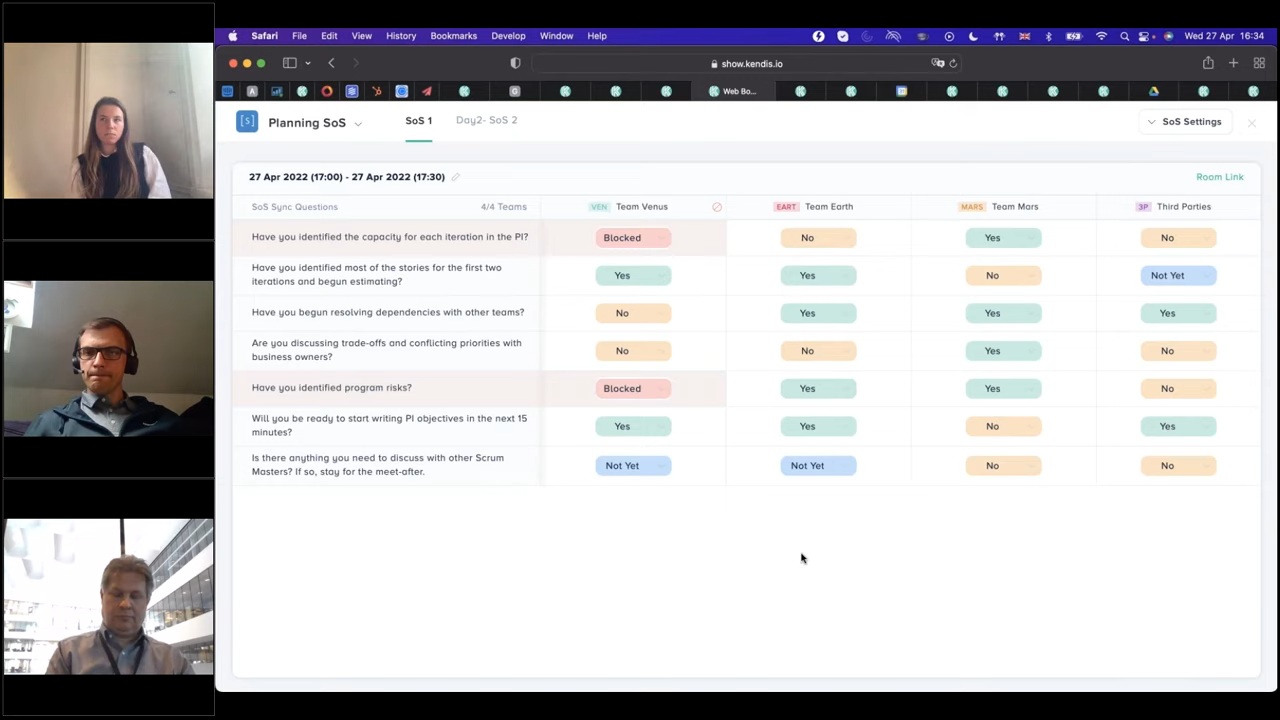 Safari File Edit View History Bookmarks Develop Window Help Wed 27 Apr 16:34
show.kendis.io
A G Web Bo...
[S] Planning SoS SoS 1 Day2- SoS 2 SoS Settings
27 Apr 2022 (17:00) - 27 Apr 2022 (17:30) Room Link
SoS Sync Questions 4/4 Teams VEN Team Venus EART Team Earth MARS Team Mars 3P Third Parties
Have you identified the capacity for each iteration in the PI? Blocked No Yes No
Have you identified most of the stories for the first two
iterations and begun estimating? Yes Yes No Not Yet
Have you begun resolving dependencies with other teams? No Yes Yes Yes
Are you discussing trade-offs and conflicting priorities with
business owners? No No Yes No
Have you identified program risks? Blocked Yes Yes No
Will you be ready to start writing PI objectives in the next 15
minutes? Yes Yes No Yes
Is there anything you need to discuss with other Scrum
Masters? If so, stay for the meet-after. Not Yet Not Yet No No